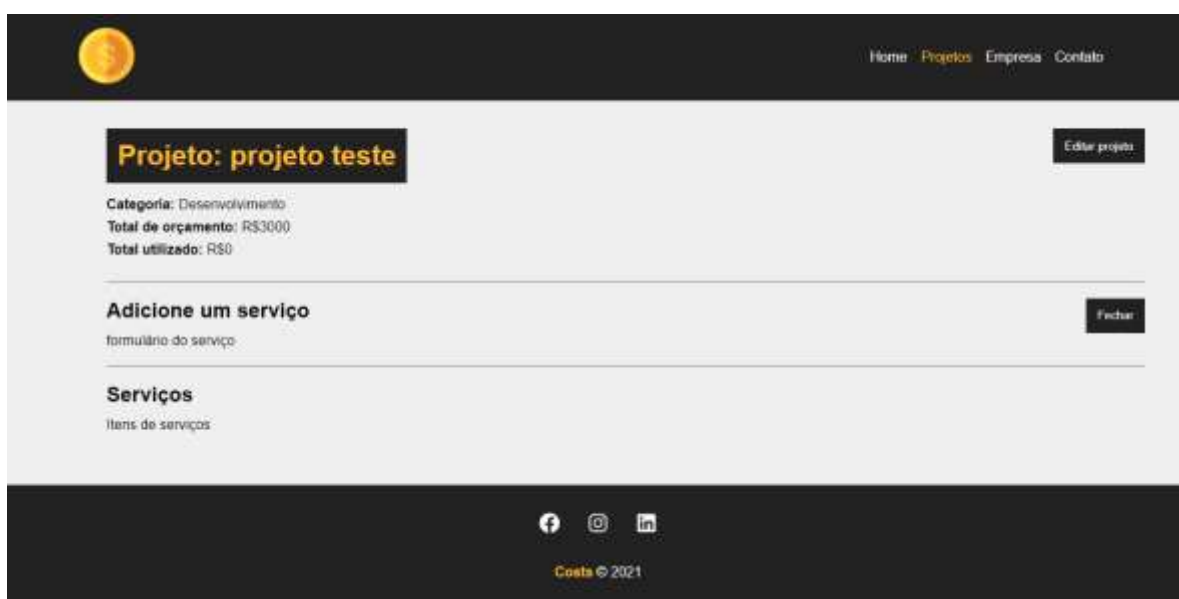 Home Projetos Empresa Contato
Projeto: projeto teste
Editar projeto
Categoria: Desenvolvimento
Total de orçamento: R$3000
Total utilizado: R$0
Adicione um serviço
Fechar
formulário do serviço
Serviços
Itens de serviços
Costs © 2021